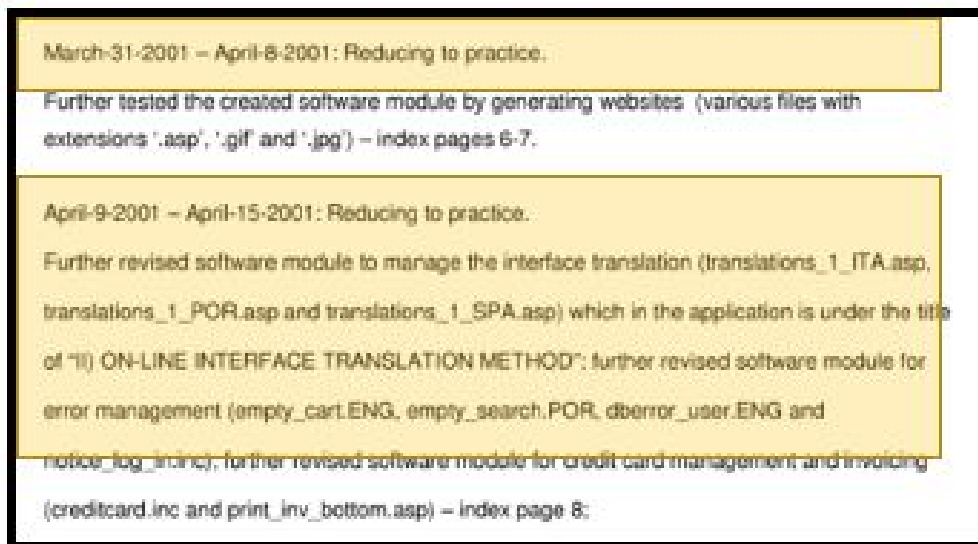 March-31-2001 – April-8-2001: Reducing to practice.
Further tested the created software module by generating websites (various files with
extensions '.asp', '.gif' and '.jpg') – index pages 6-7.
April-9-2001 – April-15-2001: Reducing to practice.
Further revised software module to manage the interface translation (translations_1_ITA.asp,
translations_1_POR.asp and translations_1_SPA.asp) which in the application is under the title
of "II) ON-LINE INTERFACE TRANSLATION METHOD"; further revised software module for
error management (empty_cart.ENG, empty_search.POR, dberror_user.ENG and
notice_log_in.inc); further revised software module for credit card management and invoicing
(creditcard.inc and print_inv_bottom.asp) – index page 8;